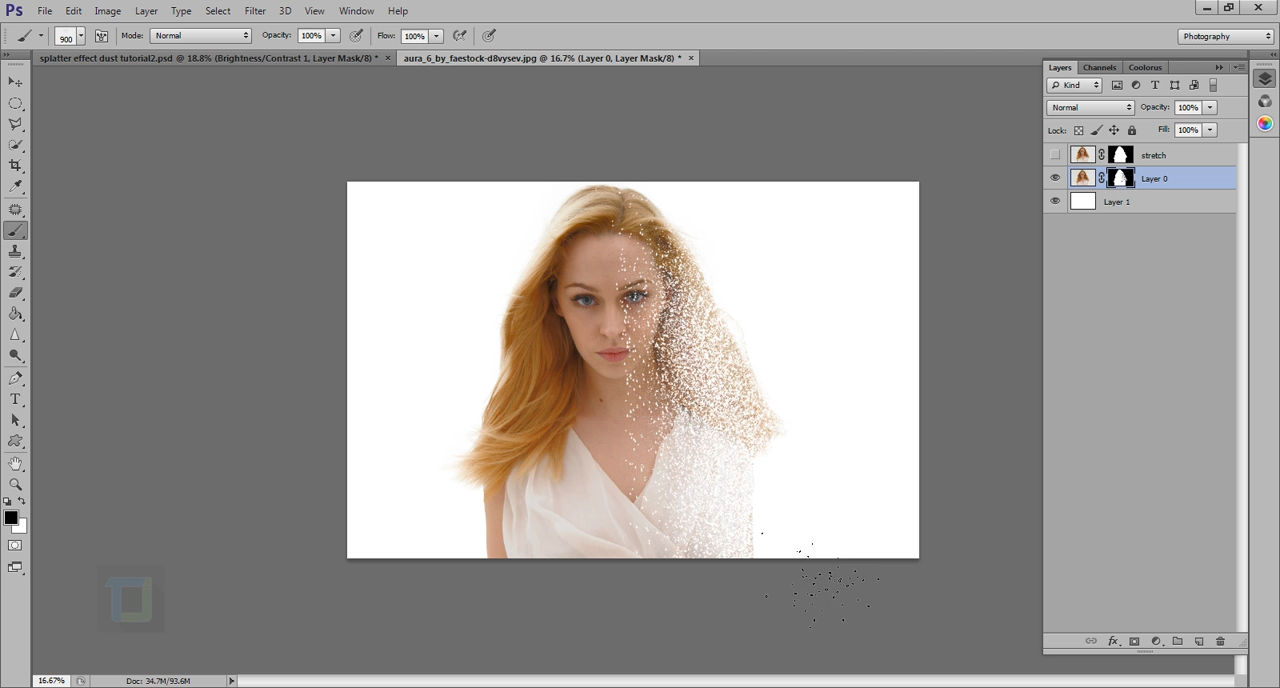 Ps File Edit Image Layer Type Select Filter 3D View Window Help
900 Mode: Normal Opacity: 100% Flow: 100% Photography
splatter effect dust tutorial2.psd @ 18.8% (Brightness/Contrast 1, Layer Mask/8) * × aura_6_by_faestock-d8vysev.jpg @ 16.7% (Layer 0, Layer Mask/8) * ×
Layers Channels Coolorus
Kind
Normal Opacity: 100%
Lock: Fill: 100%
stretch
Layer 0
Layer 1
fx
16.67% Doc: 34.7M/93.6M